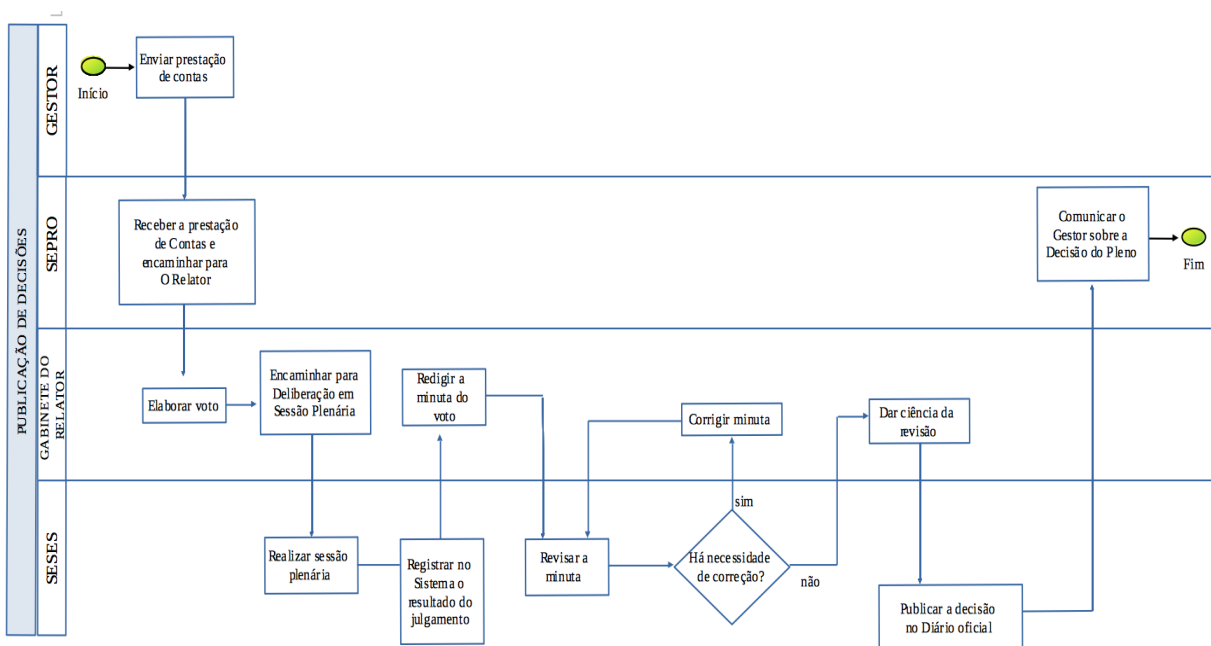 PUBLICAÇÃO DE DECISÕES
GESTOR
Início
Enviar prestação
de contas
SEPRO
Receber a prestação
de Contas e
encaminhar para
O Relator
Comunicar o
Gestor sobre a
Decisão do Pleno
Fim
GABINETE DO
RELATOR
Elaborar voto
Encaminhar para
Deliberação em
Sessão Plenária
Redigir a
minuta do
voto
Corrigir minuta
Dar ciência da
revisão
SESES
Realizar sessão
plenária
Registrar no
Sistema o
resultado do
julgamento
Revisar a
minuta
Há necessidade
de correção?
sim
não
Publicar a decisão
no Diário oficial